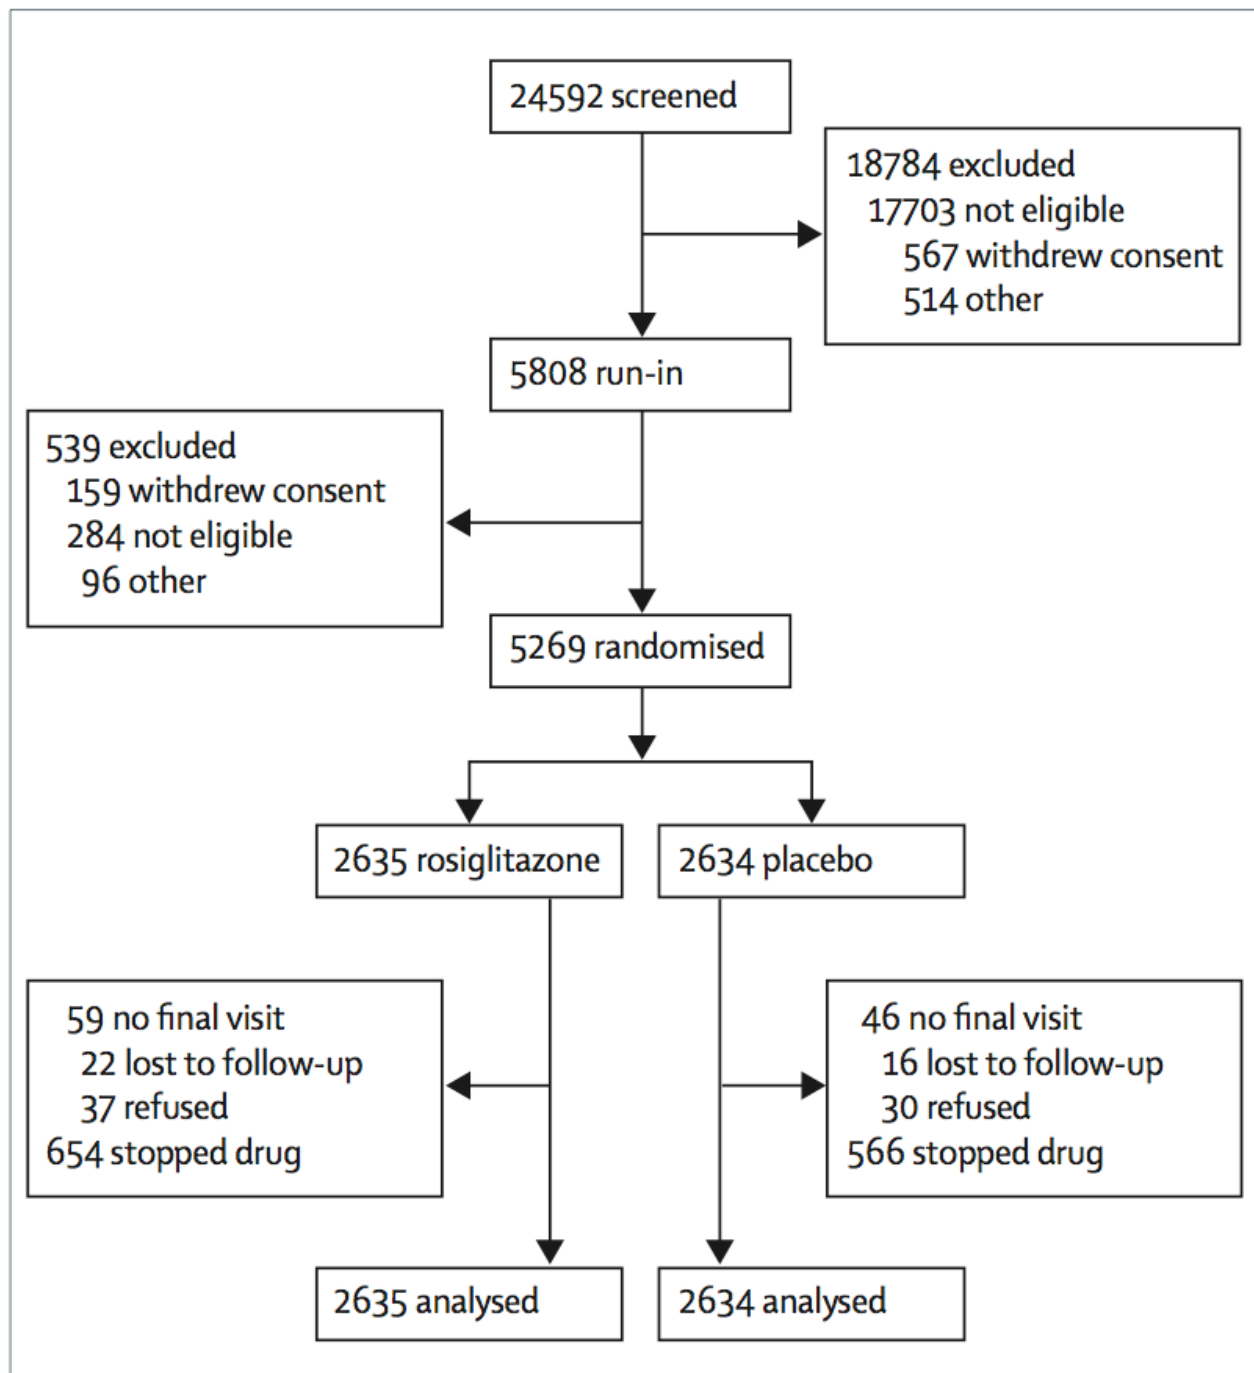 24592 screened
18784 excluded
17703 not eligible
567 withdrew consent
514 other
5808 run-in
539 excluded
159 withdrew consent
284 not eligible
96 other
5269 randomised
2635 rosiglitazone
2634 placebo
59 no final visit
22 lost to follow-up
37 refused
654 stopped drug
46 no final visit
16 lost to follow-up
30 refused
566 stopped drug
2635 analysed
2634 analysed